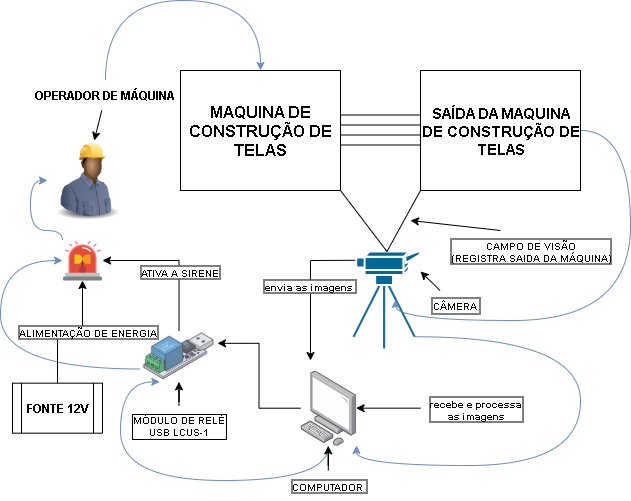 OPERADOR DE MÁQUINA
MAQUINA DE
CONSTRUÇÃO DE
TELAS
SAÍDA DA MAQUINA
DE CONSTRUÇÃO DE
TELAS
CAMPO DE VISÃO
(REGISTRA SAIDA DA MÁQUINA)
ATIVA A SIRENE
envia as imagens
CÂMERA
ALIMENTAÇÃO DE ENERGIA
FONTE 12V
MÓDULO DE RELÉ
USB LCUS-1
recebe e processa
as imagens
COMPUTADOR